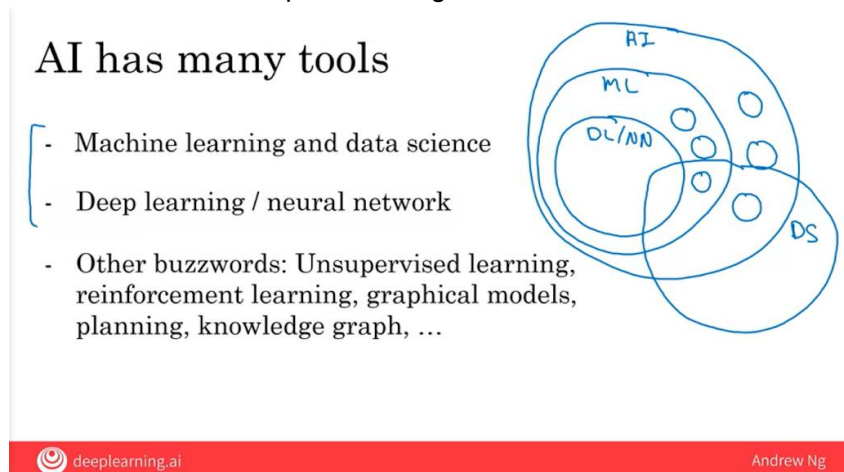 AI has many tools
- Machine learning and data science
- Deep learning / neural network
- Other buzzwords: Unsupervised learning,
reinforcement learning, graphical models,
planning, knowledge graph, …
AI
ML
DL/NN
DS
deeplearning.ai
Andrew Ng